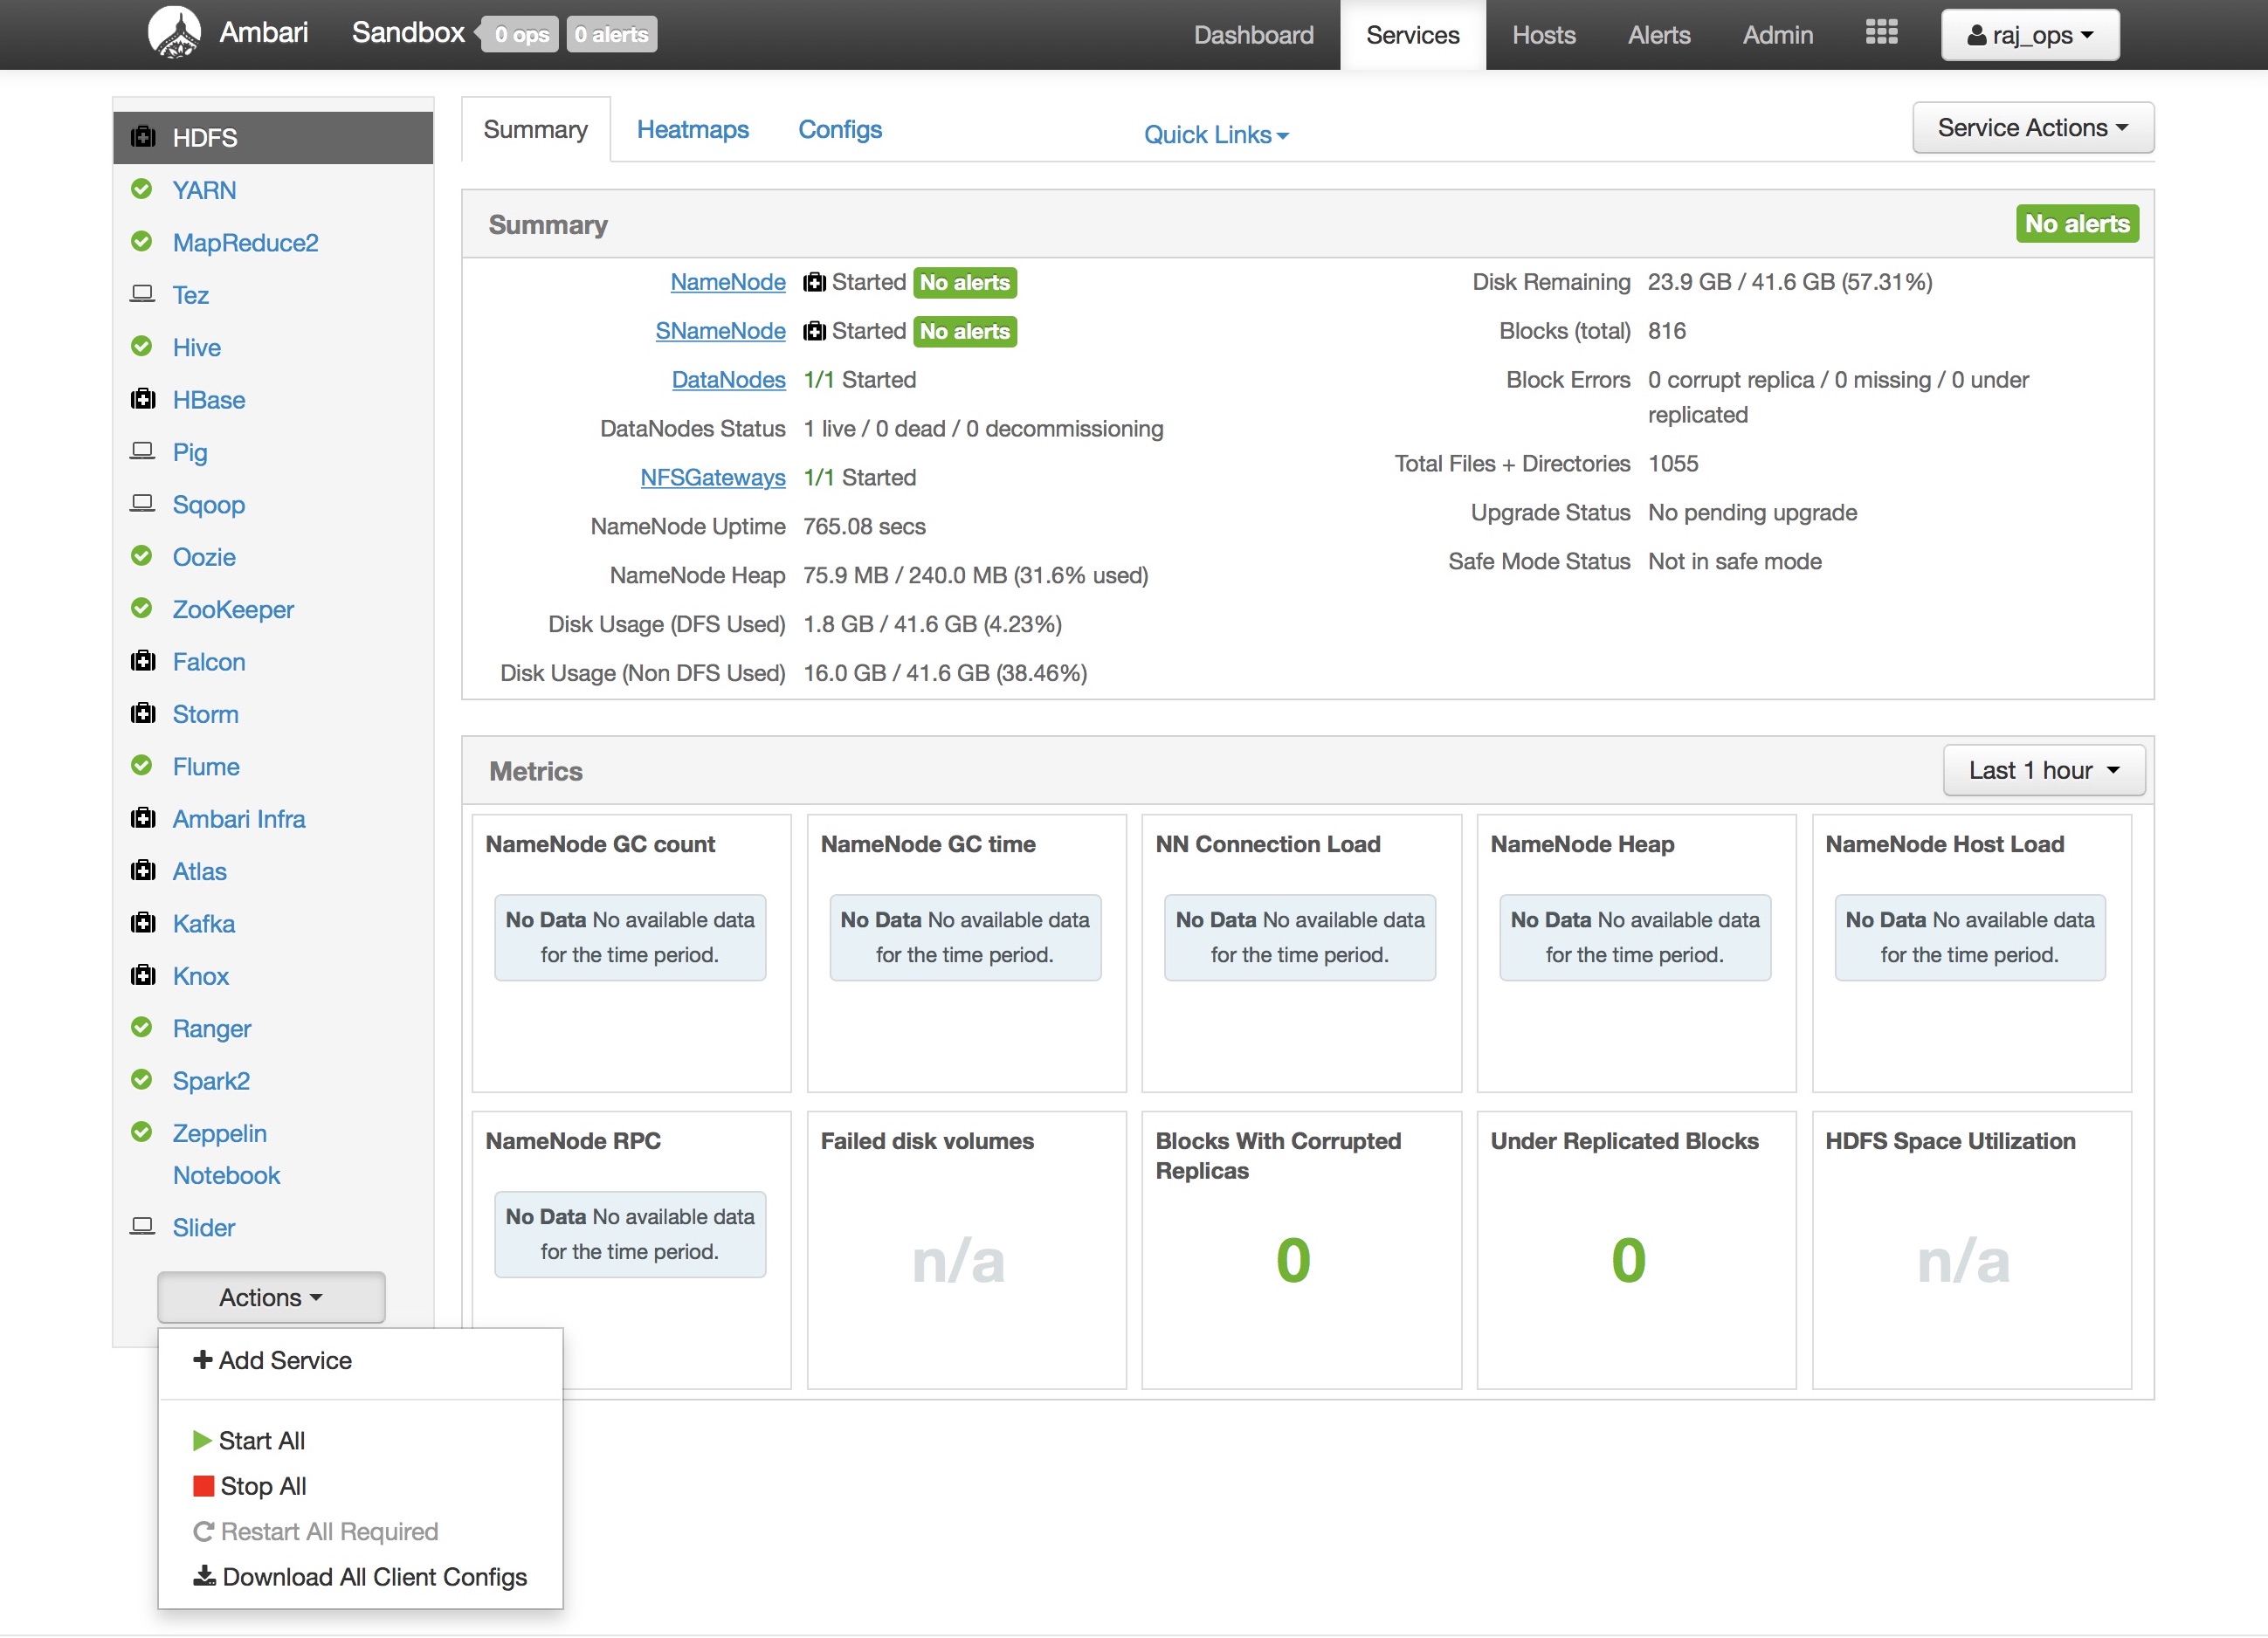 Ambari Sandbox 0 ops 0 alerts Dashboard Services Hosts Alerts Admin raj_ops
HDFS
YARN
MapReduce2
Tez
Hive
HBase
Pig
Sqoop
Oozie
ZooKeeper
Falcon
Storm
Flume
Ambari Infra
Atlas
Kafka
Knox
Ranger
Spark2
Zeppelin
Notebook
Slider
Actions
Add Service
Start All
Stop All
Restart All Required
Download All Client Configs
Summary Heatmaps Configs Quick Links Service Actions
Summary No alerts
NameNode Started No alerts
SNameNode Started No alerts
DataNodes 1/1 Started
DataNodes Status 1 live / 0 dead / 0 decommissioning
NFSGateways 1/1 Started
NameNode Uptime 765.08 secs
NameNode Heap 75.9 MB / 240.0 MB (31.6% used)
Disk Usage (DFS Used) 1.8 GB / 41.6 GB (4.23%)
Disk Usage (Non DFS Used) 16.0 GB / 41.6 GB (38.46%)
Disk Remaining 23.9 GB / 41.6 GB (57.31%)
Blocks (total) 816
Block Errors 0 corrupt replica / 0 missing / 0 under
replicated
Total Files + Directories 1055
Upgrade Status No pending upgrade
Safe Mode Status Not in safe mode
Metrics Last 1 hour
NameNode GC count
No Data No available data
for the time period.
NameNode GC time
No Data No available data
for the time period.
NN Connection Load
No Data No available data
for the time period.
NameNode Heap
No Data No available data
for the time period.
NameNode Host Load
No Data No available data
for the time period.
NameNode RPC
No Data No available data
for the time period.
Failed disk volumes
n/a
Blocks With Corrupted
Replicas
0
Under Replicated Blocks
0
HDFS Space Utilization
n/a